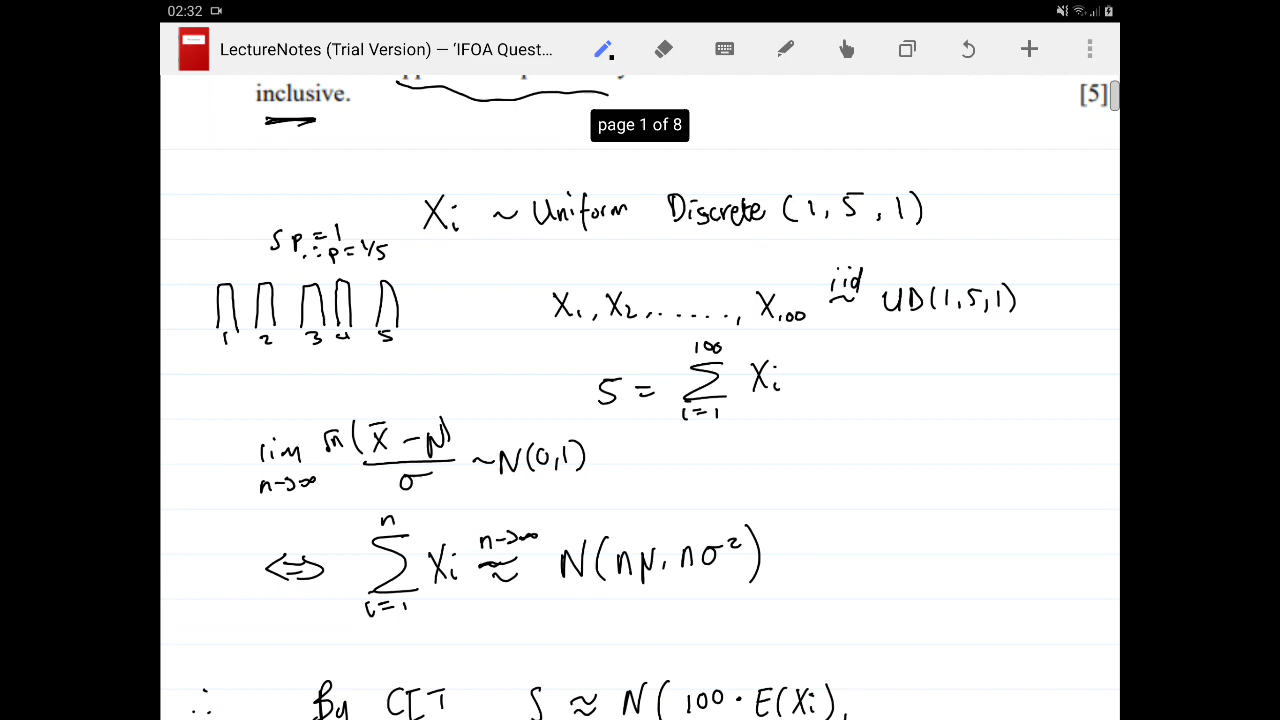 02:32
LectureNotes (Trial Version) — ‘IFOA Quest...
inclusive. [5]
page 1 of 8
Xi ~ Uniform Discrete (1, 5, 1)
5p = 1
∴ p = 1/5
1 2 3 4 5
X₁, X₂, ......, X₁₀₀ iid ~ UD(1, 5, 1)
S = Σ_{i=1}^{100} Xi
lim_{n→∞} √n (X̄ − μ) / σ ~ N(0,1)
⇔ Σ_{i=1}^{n} Xi ≈ (n→∞) N(nμ, nσ²)
∴ By CLT S ≈ N(100 · E(Xi),